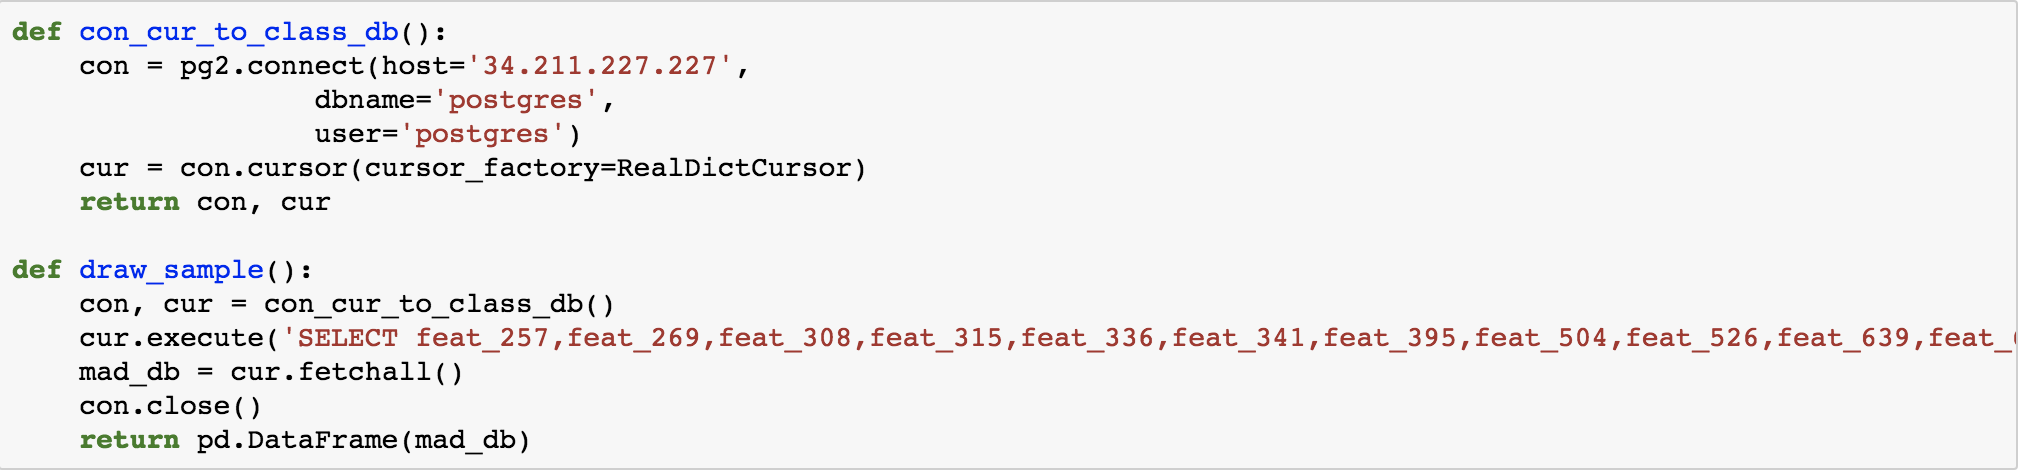 def con_cur_to_class_db():
    con = pg2.connect(host='34.211.227.227',
                  dbname='postgres',
                  user='postgres')
    cur = con.cursor(cursor_factory=RealDictCursor)
    return con, cur

def draw_sample():
    con, cur = con_cur_to_class_db()
    cur.execute('SELECT feat_257,feat_269,feat_308,feat_315,feat_336,feat_341,feat_395,feat_504,feat_526,feat_639,feat_
    mad_db = cur.fetchall()
    con.close()
    return pd.DataFrame(mad_db)